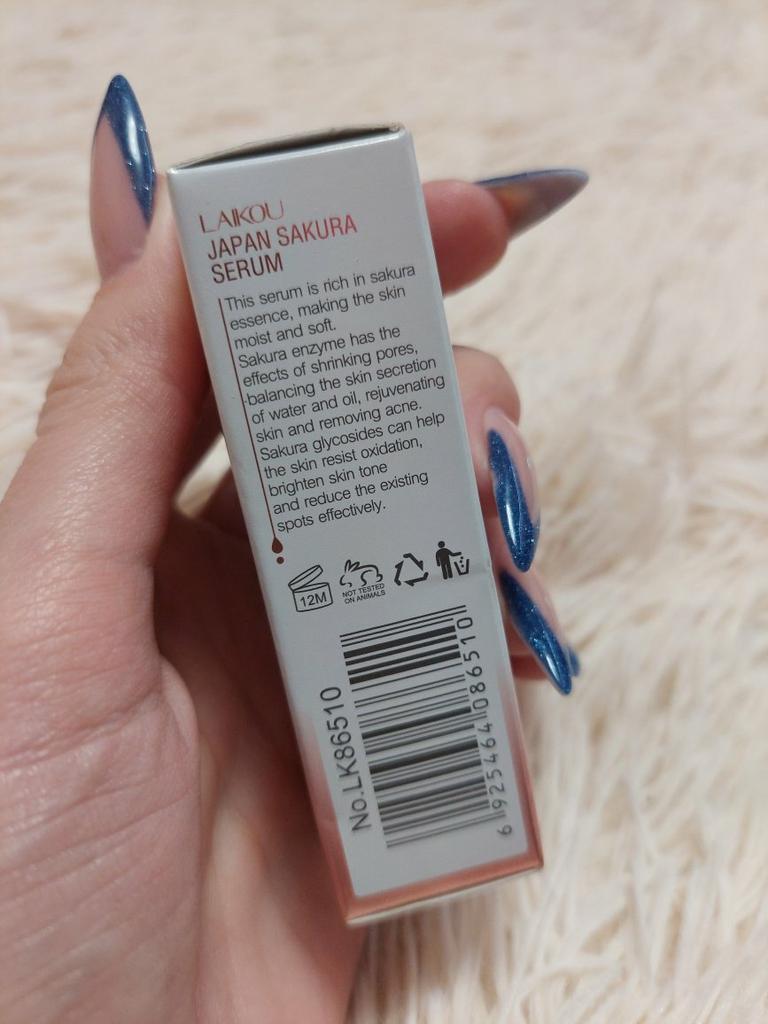 LAIKOU
JAPAN SAKURA
SERUM
This serum is rich in sakura
essence, making the skin
moist and soft.
Sakura enzyme has the
effects of shrinking pores,
balancing the skin secretion
of water and oil, rejuvenating
skin and removing acne.
Sakura glycosides can help
the skin resist oxidation,
brighten skin tone
and reduce the existing
spots effectively.
12M
NOT TESTED
ON ANIMALS
No.LK86510
6 925464 086510